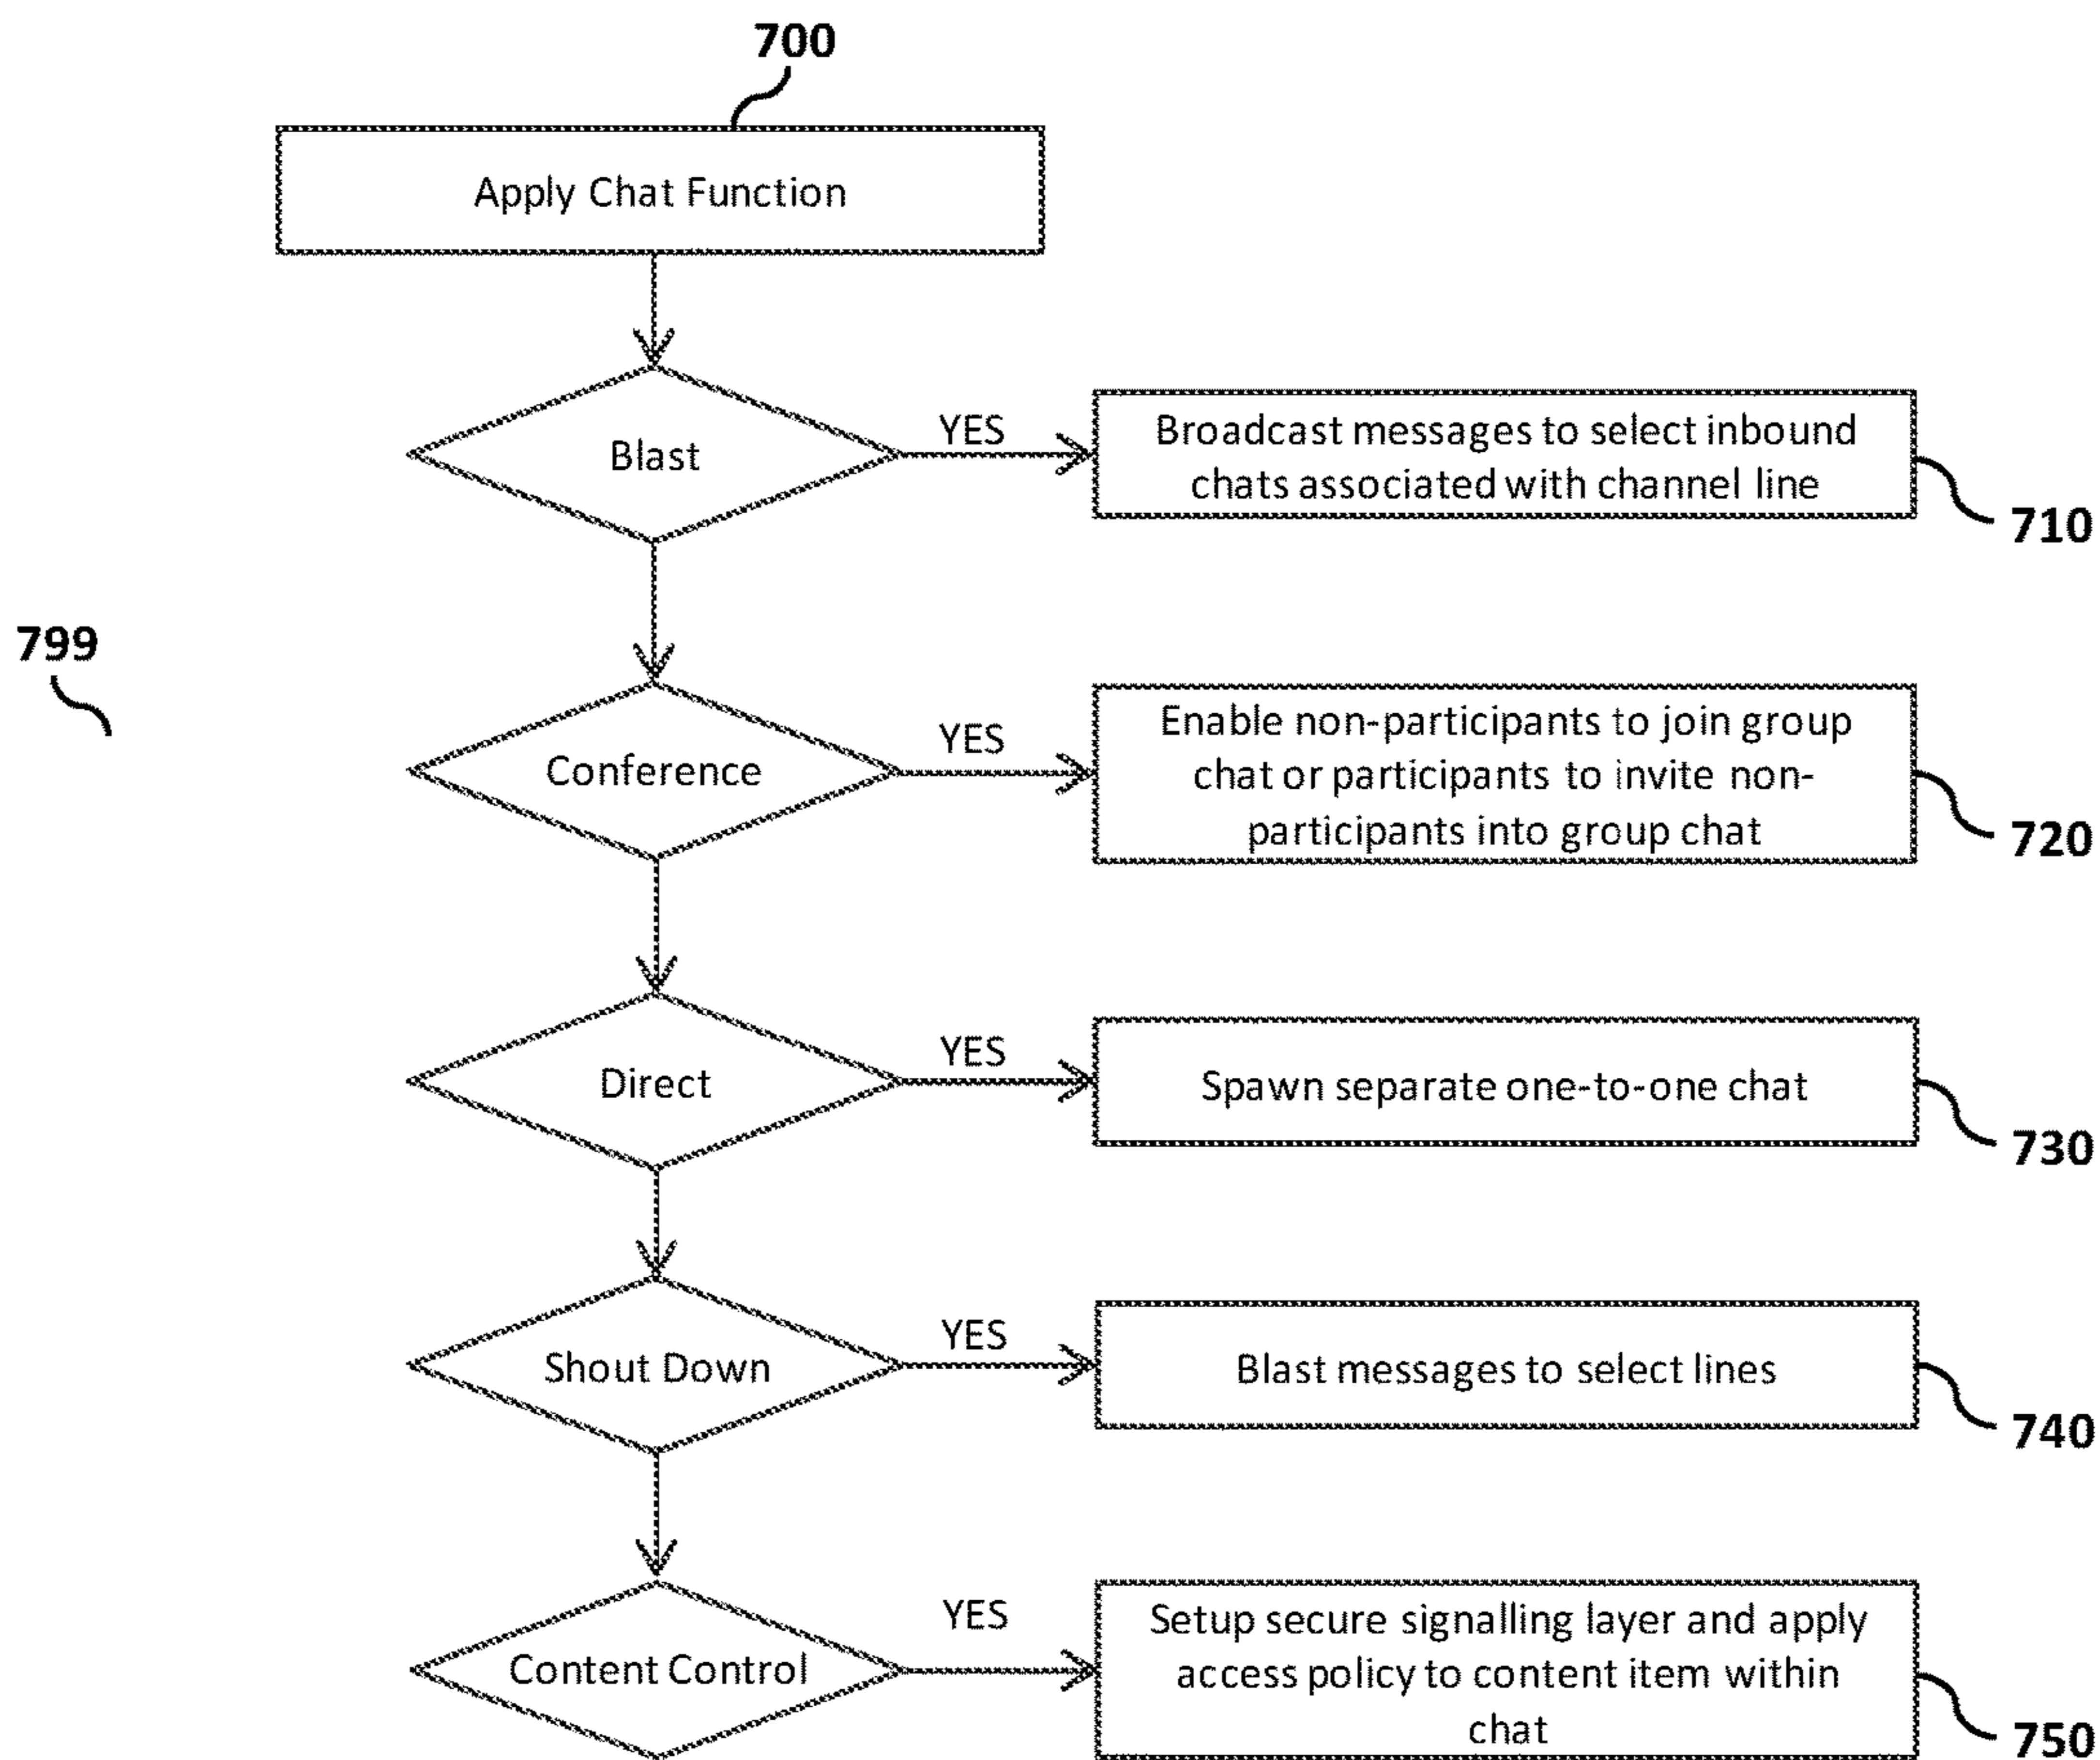 700
Apply Chat Function
Blast
YES
Broadcast messages to select inbound
chats associated with channel line
710
799
Conference
YES
Enable non-participants to join group
chat or participants to invite non-
participants into group chat
720
Direct
YES
Spawn separate one-to-one chat
730
Shout Down
YES
Blast messages to select lines
740
Content Control
YES
Setup secure signalling layer and apply
access policy to content item within
chat
750